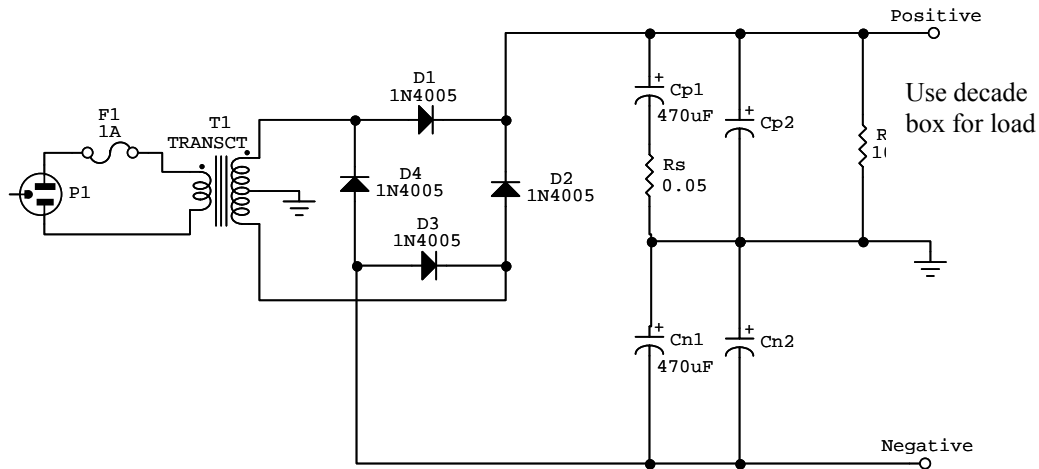 Positive
D1
1N4005
Cp1
470uF
Cp2
Use decade
box for load
F1
1A
T1
TRANSCT
P1
D4
1N4005
D2
1N4005
Rs
0.05
D3
1N4005
Cn1
470uF
Cn2
Negative